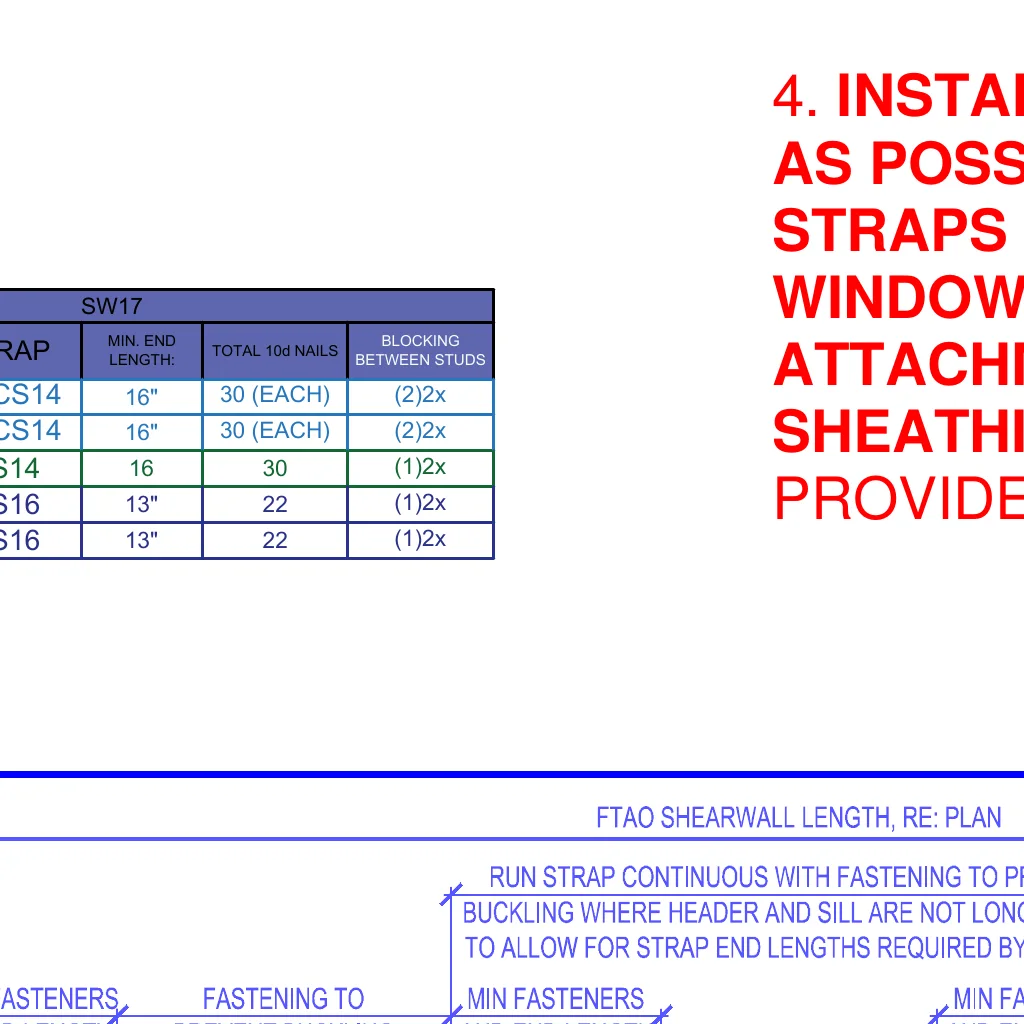 4. INSTAL
AS POSS
STRAPS
WINDOW
ATTACHM
SHEATHI
PROVIDE
SW17
RAP
MIN. END
LENGTH:
TOTAL 10d NAILS
BLOCKING
BETWEEN STUDS
CS14 16" 30 (EACH) (2)2x
CS14 16" 30 (EACH) (2)2x
S14 16 30 (1)2x
S16 13" 22 (1)2x
S16 13" 22 (1)2x
FTAO SHEARWALL LENGTH, RE: PLAN
RUN STRAP CONTINUOUS WITH FASTENING TO PR
BUCKLING WHERE HEADER AND SILL ARE NOT LONG
TO ALLOW FOR STRAP END LENGTHS REQUIRED BY
ASTENERS FASTENING TO MIN FASTENERS MIN FA